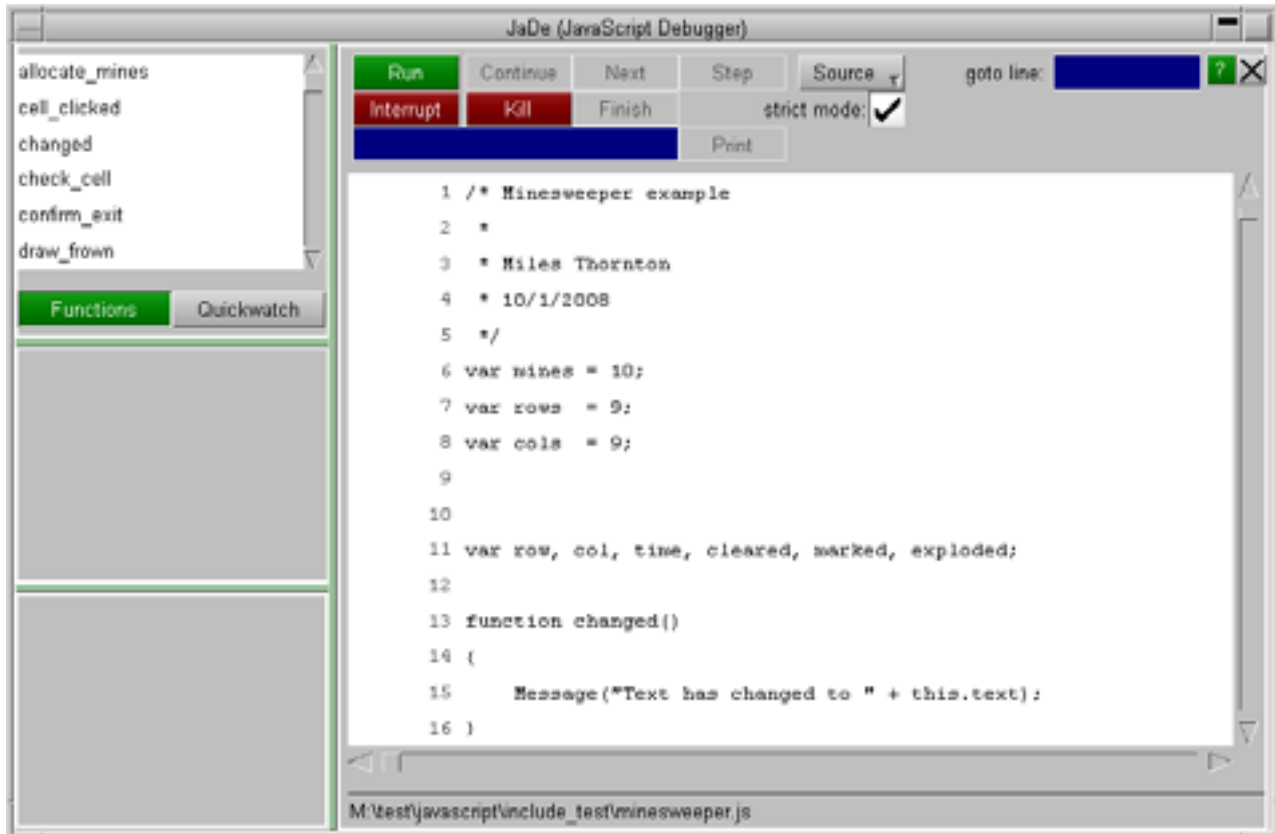 JaDe (JavaScript Debugger)
allocate_mines
cell_clicked
changed
check_cell
confirm_exit
draw_frown
Functions Quickwatch
Run Continue Next Step Source goto line: ? X
Interrupt Kill Finish strict mode:
Print
1 /* Minesweeper example
2 *
3 * Miles Thornton
4 * 10/1/2008
5 */
6 var mines = 10;
7 var rows = 9;
8 var cols = 9;
9
10
11 var row, col, time, cleared, marked, exploded;
12
13 function changed()
14 {
15 Message("Text has changed to " + this.text);
16 }
M:\test\javascript\include_test\minesweeper.js